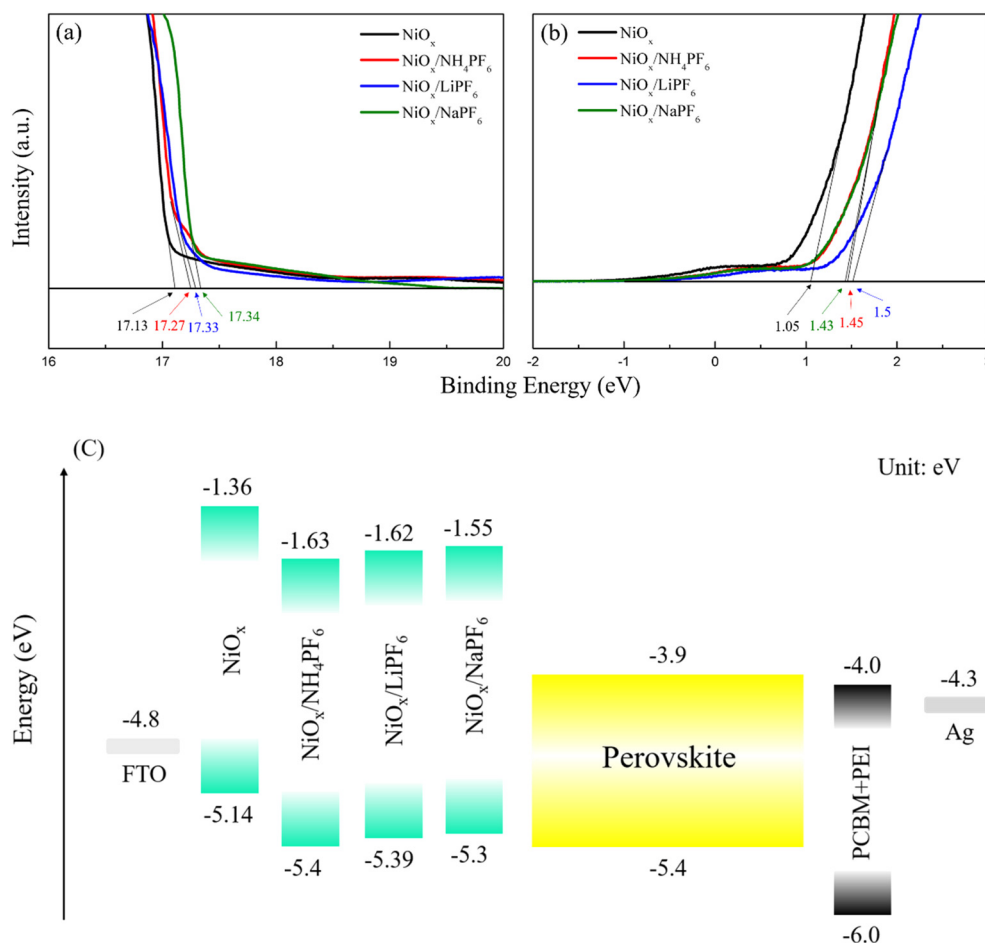 (a)
NiOₓ
NiOₓ/NH₄PF₆
NiOₓ/LiPF₆
NiOₓ/NaPF₆
17.13
17.27
17.33
17.34
16
17
18
19
20
Intensity (a.u.)
(b)
NiOₓ
NiOₓ/NH₄PF₆
NiOₓ/LiPF₆
NiOₓ/NaPF₆
1.05
1.43
1.45
1.5
-2
-1
0
1
2
3
Binding Energy (eV)
(C)
Unit: eV
Energy (eV)
-4.8
FTO
-1.36
NiOₓ
-5.14
-1.63
NiOₓ/NH₄PF₆
-5.4
-1.62
NiOₓ/LiPF₆
-5.39
-1.55
NiOₓ/NaPF₆
-5.3
-3.9
Perovskite
-5.4
-4.0
PCBM+PEI
-6.0
-4.3
Ag